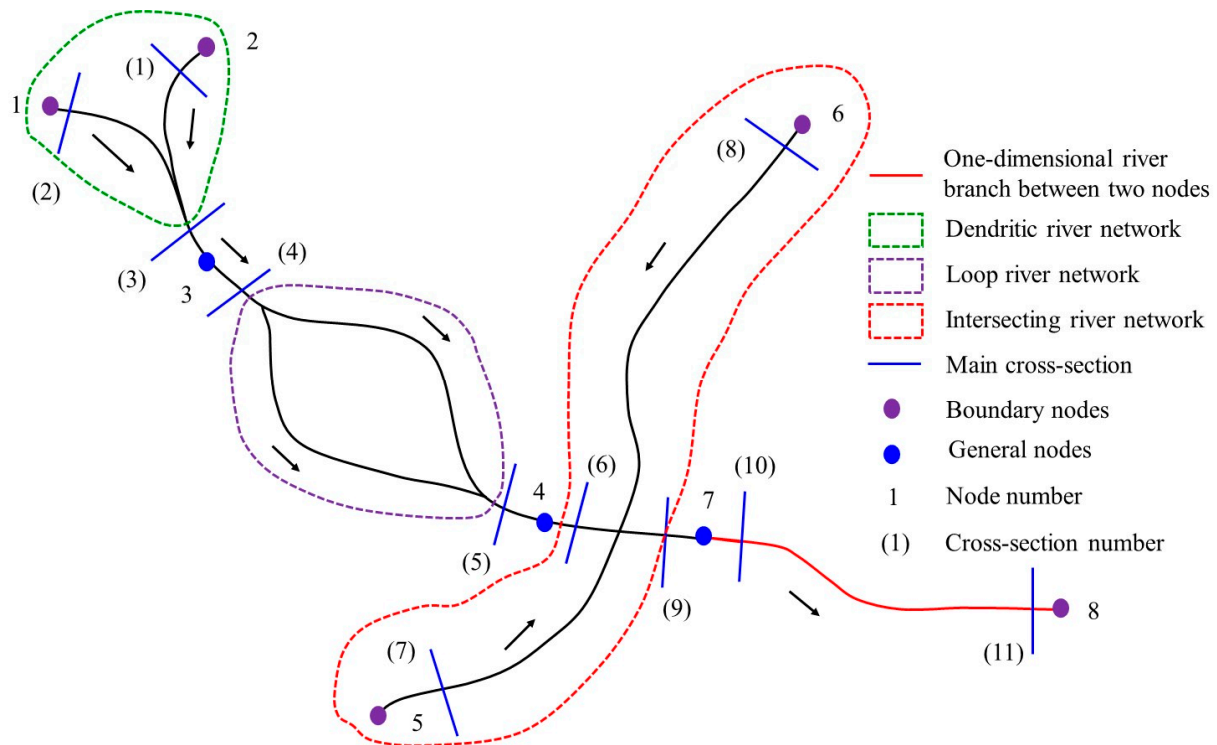 2
(1)
1
(2)
6
(8)
(3)
3
(4)
(6)
4
(10)
7
(5)
(9)
8
(11)
(7)
5
One-dimensional river
branch between two nodes
Dendritic river network
Loop river network
Intersecting river network
Main cross-section
Boundary nodes
General nodes
1 Node number
(1) Cross-section number